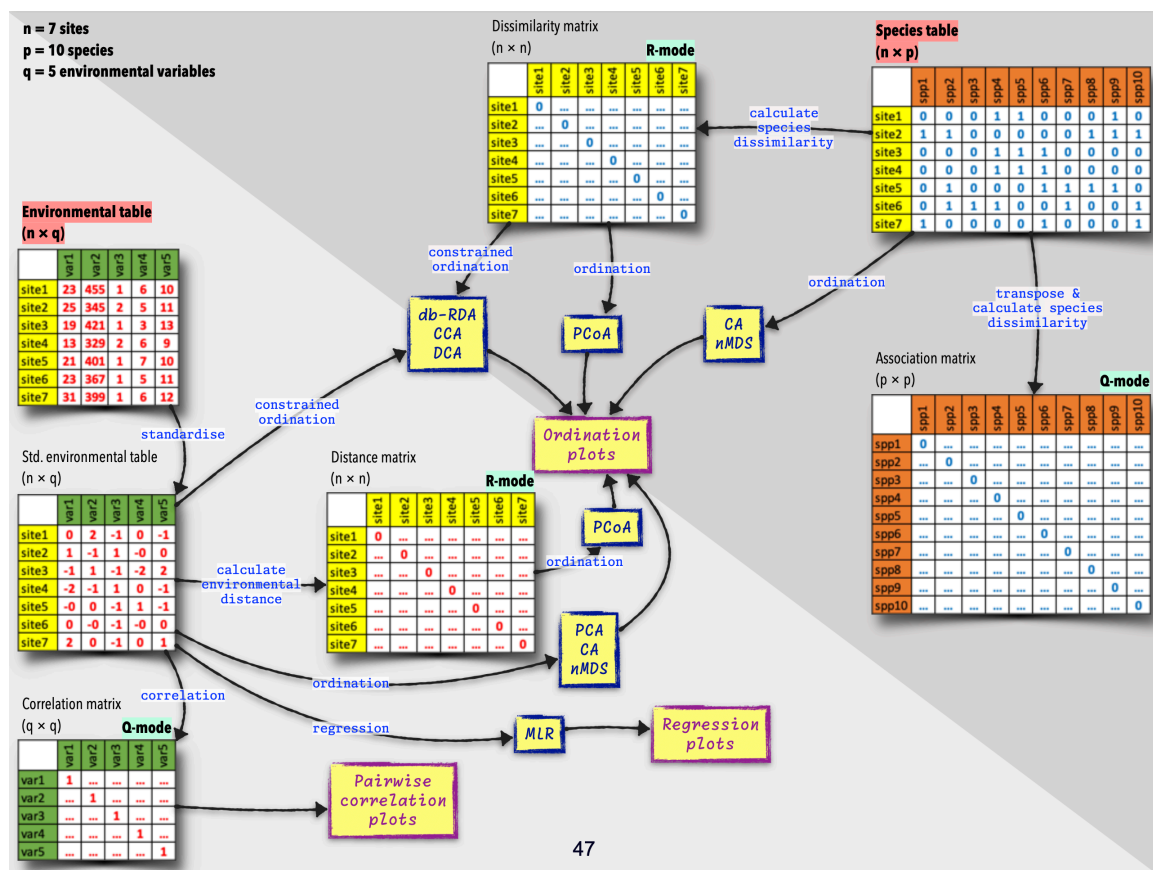 n = 7 sites
p = 10 species
q = 5 environmental variables
Dissimilarity matrix
(n × n)
R-mode
site1 site2 site3 site4 site5 site6 site7
site1 0 ... ... ... ... ... ...
site2 ... 0 ... ... ... ... ...
site3 ... ... 0 ... ... ... ...
site4 ... ... ... 0 ... ... ...
site5 ... ... ... ... 0 ... ...
site6 ... ... ... ... ... 0 ...
site7 ... ... ... ... ... ... 0
calculate
species
dissimilarity
Species table
(n × p)
spp1 spp2 spp3 spp4 spp5 spp6 spp7 spp8 spp9 spp10
site1 0 0 0 1 1 0 0 0 1 0
site2 1 1 0 0 0 0 0 1 1 1
site3 0 0 0 1 1 1 0 0 0 0
site4 0 0 0 1 1 1 0 0 0 0
site5 0 1 0 0 0 1 1 1 1 0
site6 0 1 1 1 0 0 1 0 0 1
site7 1 0 0 0 0 1 0 0 0 1
Environmental table
(n × q)
var1 var2 var3 var4 var5
site1 23 455 1 6 10
site2 25 345 2 5 11
site3 19 421 1 3 13
site4 13 329 2 6 9
site5 21 401 1 7 10
site6 23 367 1 5 11
site7 31 399 1 6 12
constrained
ordination
ordination
ordination
transpose &
calculate species
dissimilarity
db-RDA
CCA
DCA
PCoA
CA
nMDS
Association matrix
(p × p)
Q-mode
spp1 spp2 spp3 spp4 spp5 spp6 spp7 spp8 spp9 spp10
spp1 0 ... ... ... ... ... ... ... ... ...
spp2 ... 0 ... ... ... ... ... ... ... ...
spp3 ... ... 0 ... ... ... ... ... ... ...
spp4 ... ... ... 0 ... ... ... ... ... ...
spp5 ... ... ... ... 0 ... ... ... ... ...
spp6 ... ... ... ... ... 0 ... ... ... ...
spp7 ... ... ... ... ... ... 0 ... ... ...
spp8 ... ... ... ... ... ... ... 0 ... ...
spp9 ... ... ... ... ... ... ... ... 0 ...
spp10 ... ... ... ... ... ... ... ... ... 0
constrained
ordination
standardise
Ordination
plots
Std. environmental table
(n × q)
var1 var2 var3 var4 var5
site1 0 2 -1 0 -1
site2 1 -1 1 -0 0
site3 -1 1 -1 -2 2
site4 -2 -1 1 0 -1
site5 -0 0 -1 1 -1
site6 0 -0 -1 -0 0
site7 2 0 -1 0 1
calculate
environmental
distance
Distance matrix
(n × n)
R-mode
site1 site2 site3 site4 site5 site6 site7
site1 0 ... ... ... ... ... ...
site2 ... 0 ... ... ... ... ...
site3 ... ... 0 ... ... ... ...
site4 ... ... ... 0 ... ... ...
site5 ... ... ... ... 0 ... ...
site6 ... ... ... ... ... 0 ...
site7 ... ... ... ... ... ... 0
PCoA
ordination
PCA
CA
nMDS
ordination
correlation
regression
MLR
Regression
plots
Correlation matrix
(q × q)
Q-mode
var1 var2 var3 var4 var5
var1 1 ... ... ... ...
var2 ... 1 ... ... ...
var3 ... ... 1 ... ...
var4 ... ... ... 1 ...
var5 ... ... ... ... 1
Pairwise
correlation
plots
47